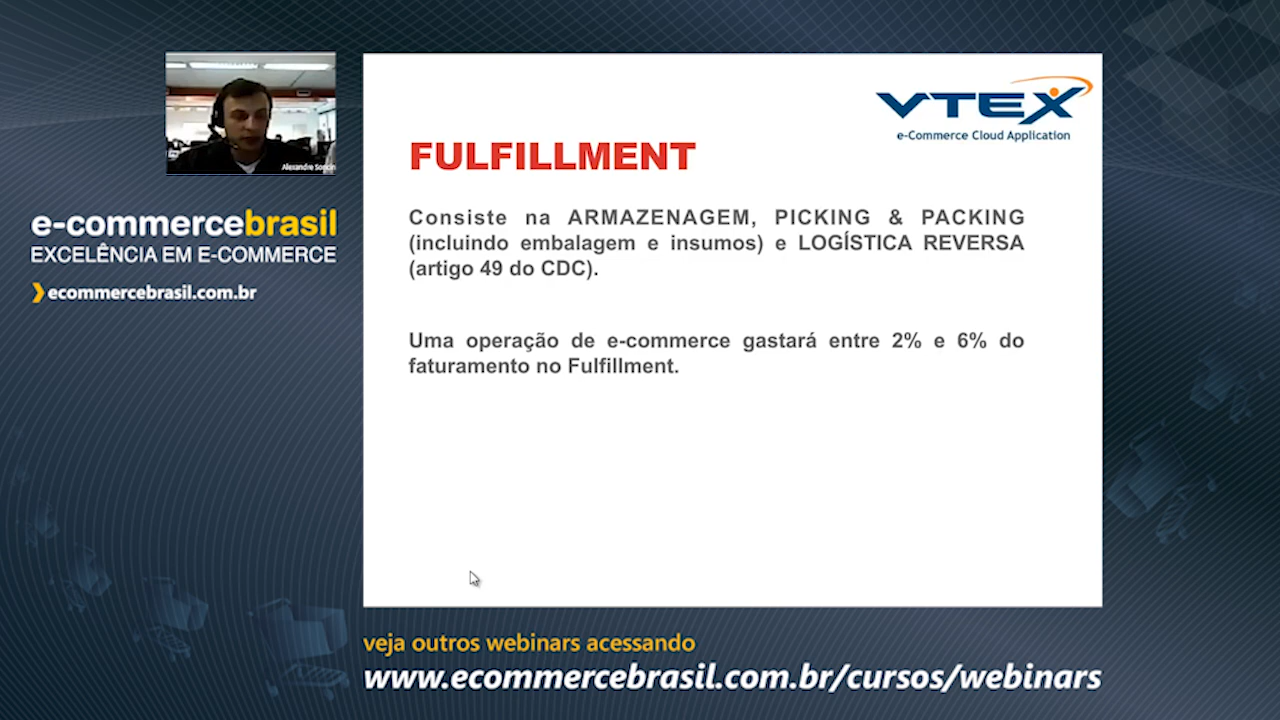 Alexandre Soncin
e-commercebrasil
EXCELÊNCIA EM E-COMMERCE
ecommercebrasil.com.br
VTEX
e-Commerce Cloud Application
FULFILLMENT
Consiste na ARMAZENAGEM, PICKING & PACKING
(incluindo embalagem e insumos) e LOGÍSTICA REVERSA
(artigo 49 do CDC).
Uma operação de e-commerce gastará entre 2% e 6% do
faturamento no Fulfillment.
veja outros webinars acessando
www.ecommercebrasil.com.br/cursos/webinars